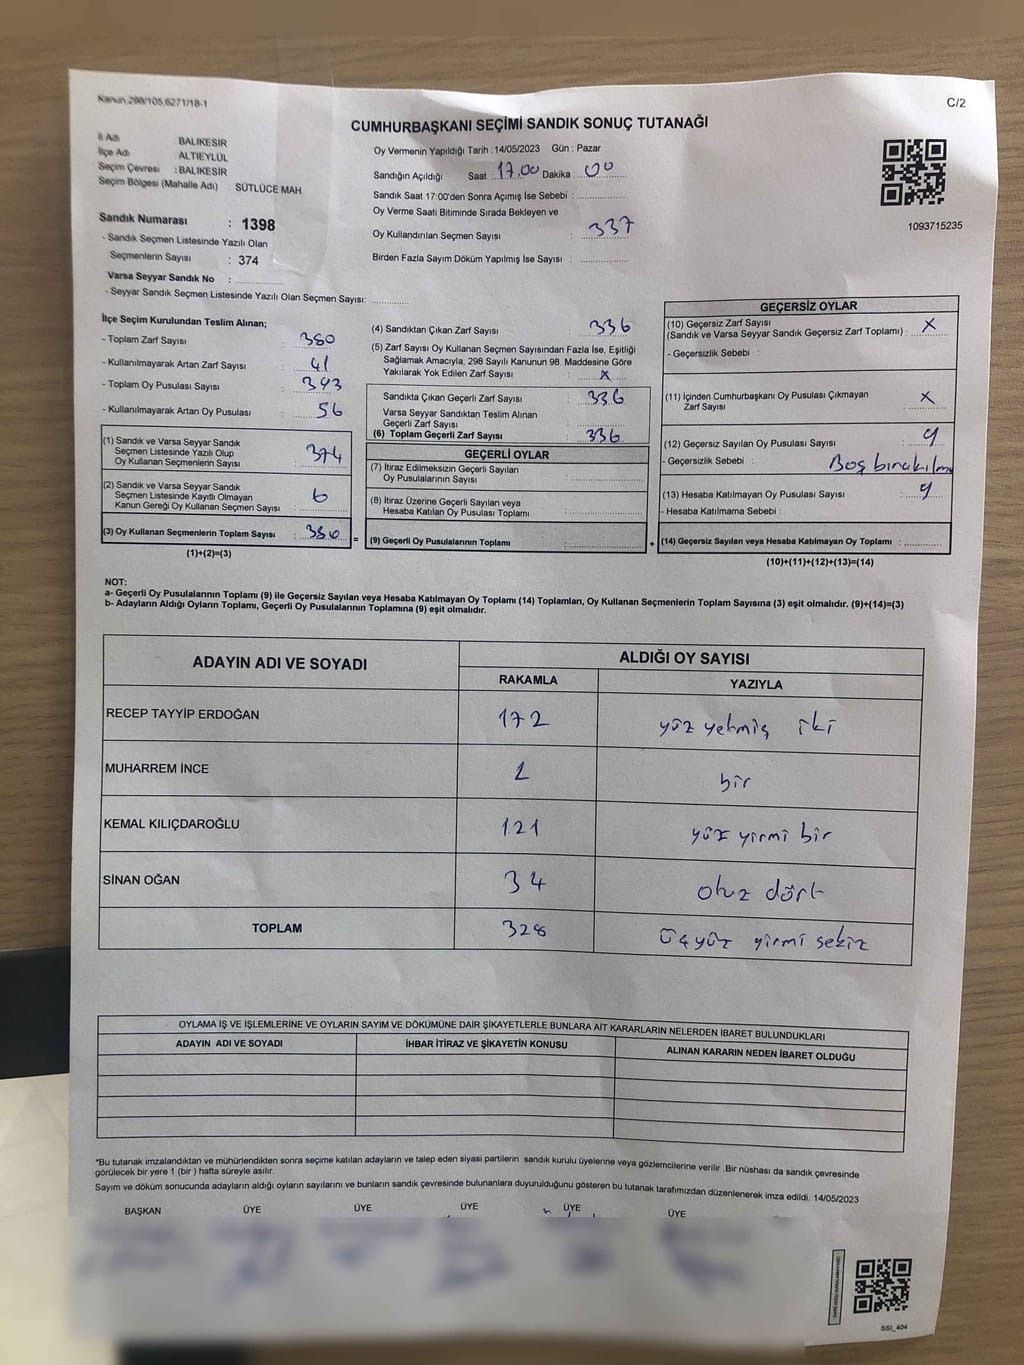 Kanun,298/105,6271/18-1
C/2
CUMHURBAŞKANI SEÇİMİ SANDIK SONUÇ TUTANAĞI
İl Adı BALIKESİR
İlçe Adı ALTIEYLÜL
Seçim Çevresi : BALIKESİR
Seçim Bölgesi (Mahalle Adı) SÜTLÜCE MAH.
Sandık Numarası : 1398
- Sandık Seçmen Listesinde Yazılı Olan
Seçmenlerin Sayısı : 374
Varsa Seyyar Sandık No :
- Seyyar Sandık Seçmen Listesinde Yazılı Olan Seçmen Sayısı:
Oy Vermenin Yapıldığı Tarih :14/05/2023 Gün : Pazar
Sandığın Açıldığı Saat : 17.00 Dakika : 00
Sandık Saat 17:00'den Sonra Açımış İse Sebebi :
Oy Verme Saati Bitiminde Sırada Bekleyen ve
Oy Kullandırılan Seçmen Sayısı : 337
Birden Fazla Sayım Döküm Yapılmış İse Sayısı :
1093715235
İlçe Seçim Kurulundan Teslim Alınan;
- Toplam Zarf Sayısı : 380
- Kullanılmayarak Artan Zarf Sayısı : 41
- Toplam Oy Pusulası Sayısı : 393
- Kullanılmayarak Artan Oy Pusulası : 56
(1) Sandık ve Varsa Seyyar Sandık
Seçmen Listesinde Yazılı Olup
Oy Kullanan Seçmenlerin Sayısı : 374
(2) Sandık ve Varsa Seyyar Sandık
Seçmen Listesinde Kayıtlı Olmayan
Kanun Gereği Oy Kullanan Seçmen Sayısı : 6
(3) Oy Kullanan Seçmenlerin Toplam Sayısı : 380
(1)+(2)=(3)
(4) Sandıktan Çıkan Zarf Sayısı : 336
(5) Zarf Sayısı Oy Kullanan Seçmen Sayısından Fazla İse, Eşitliği
Sağlamak Amacıyla, 298 Sayılı Kanunun 98. Maddesine Göre
Yakılarak Yok Edilen Zarf Sayısı : X
Sandıkta Çıkan Geçerli Zarf Sayısı : 336
Varsa Seyyar Sandıktan Teslim Alınan
Geçerli Zarf Sayısı :
(6) Toplam Geçerli Zarf Sayısı : 336
GEÇERLİ OYLAR
(7) İtiraz Edilmeksizin Geçerli Sayılan
Oy Pusulalarının Sayısı :
(8) İtiraz Üzerine Geçerli Sayılan veya
Hesaba Katılan Oy Pusulası Toplamı :
= (9) Geçerli Oy Pusulalarının Toplamı :
GEÇERSİZ OYLAR
(10) Geçersiz Zarf Sayısı
(Sandık ve Varsa Seyyar Sandık Geçersiz Zarf Toplamı) : X
- Geçersizlik Sebebi :
(11) İçinden Cumhurbaşkanı Oy Pusulası Çıkmayan
Zarf Sayısı : X
(12) Geçersiz Sayılan Oy Pusulası Sayısı : 9
- Geçersizlik Sebebi : Boş bırakılma
(13) Hesaba Katılmayan Oy Pusulası Sayısı : 9
- Hesaba Katılmama Sebebi :
+ (14) Geçersiz Sayılan veya Hesaba Katılmayan Oy Toplamı :
(10)+(11)+(12)+(13)=(14)
NOT:
a- Geçerli Oy Pusulalarının Toplamı (9) ile Geçersiz Sayılan veya Hesaba Katılmayan Oy Toplamı (14) Toplamları, Oy Kullanan Seçmenlerin Toplam Sayısına (3) eşit olmalıdır. (9)+(14)=(3)
b- Adayların Aldığı Oyların Toplamı, Geçerli Oy Pusulalarının Toplamına (9) eşit olmalıdır.
ADAYIN ADI VE SOYADI ALDIĞI OY SAYISI
RAKAMLA YAZIYLA
RECEP TAYYİP ERDOĞAN 172 yüz yetmiş iki
MUHARREM İNCE 1 bir
KEMAL KILIÇDAROĞLU 121 yüz yirmi bir
SİNAN OĞAN 34 otuz dört
TOPLAM 328 üçyüz yirmi sekiz
OYLAMA İŞ VE İŞLEMLERİNE VE OYLARIN SAYIM VE DÖKÜMÜNE DAİR ŞİKAYETLERLE BUNLARA AİT KARARLARIN NELERDEN İBARET BULUNDUKLARI
ADAYIN ADI VE SOYADI İHBAR İTİRAZ VE ŞİKAYETİN KONUSU ALINAN KARARIN NEDEN İBARET OLDUĞU
*Bu tutanak imzalandıktan ve mühürlendikten sonra seçime katılan adayların ve talep eden siyasi partilerin sandık kurulu üyelerine veya gözlemcilerine verilir .Bir nüshası da sandık çevresinde
görülecek bir yere 1 (bir ) hafta süreyle asılır.
Sayım ve döküm sonucunda adayların aldığı oyların sayılarını ve bunların sandık çevresinde bulunanlara duyurulduğunu gösteren bu tutanak tarafımızdan düzenlenerek imza edildi. 14/05/2023
BAŞKAN ÜYE ÜYE ÜYE ÜYE ÜYE
SSI_404